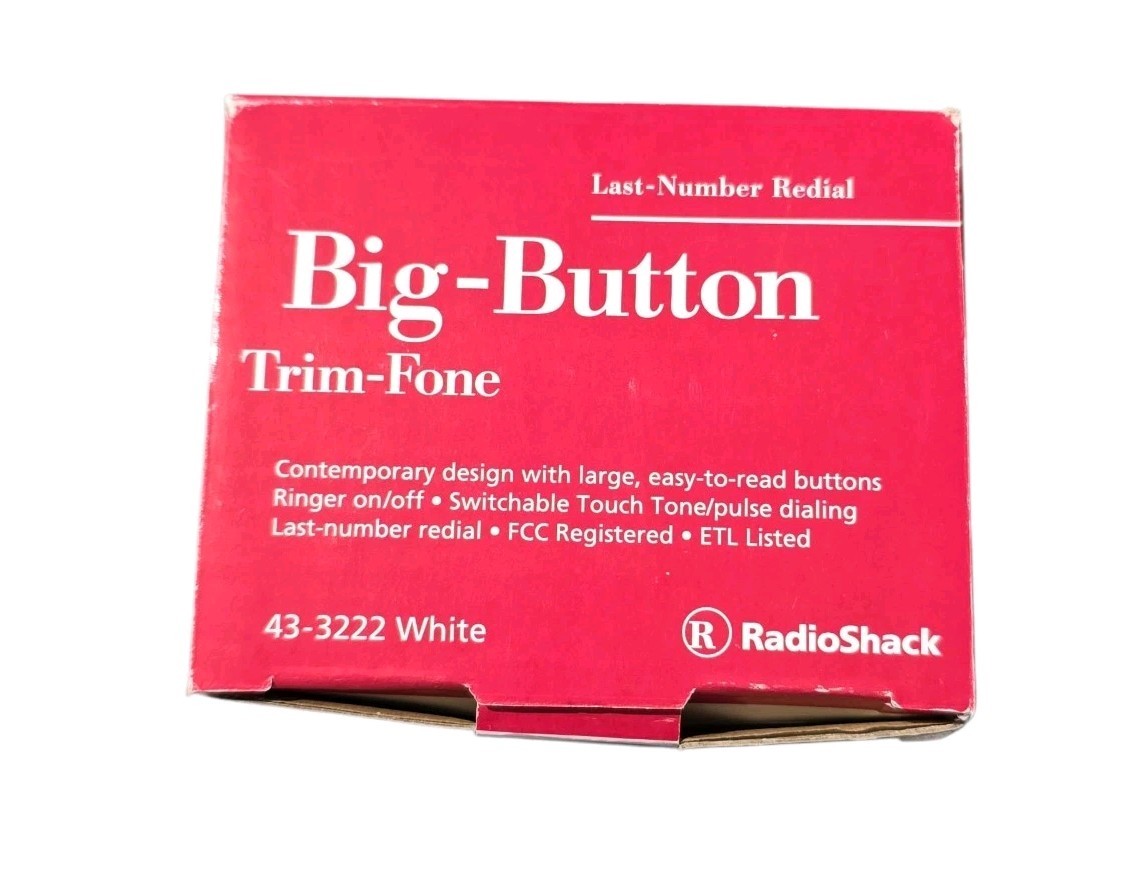 Last-Number Redial
Big-Button
Trim-Fone
Contemporary design with large, easy-to-read buttons
Ringer on/off • Switchable Touch Tone/pulse dialing
Last-number redial • FCC Registered • ETL Listed
43-3222 White
R RadioShack